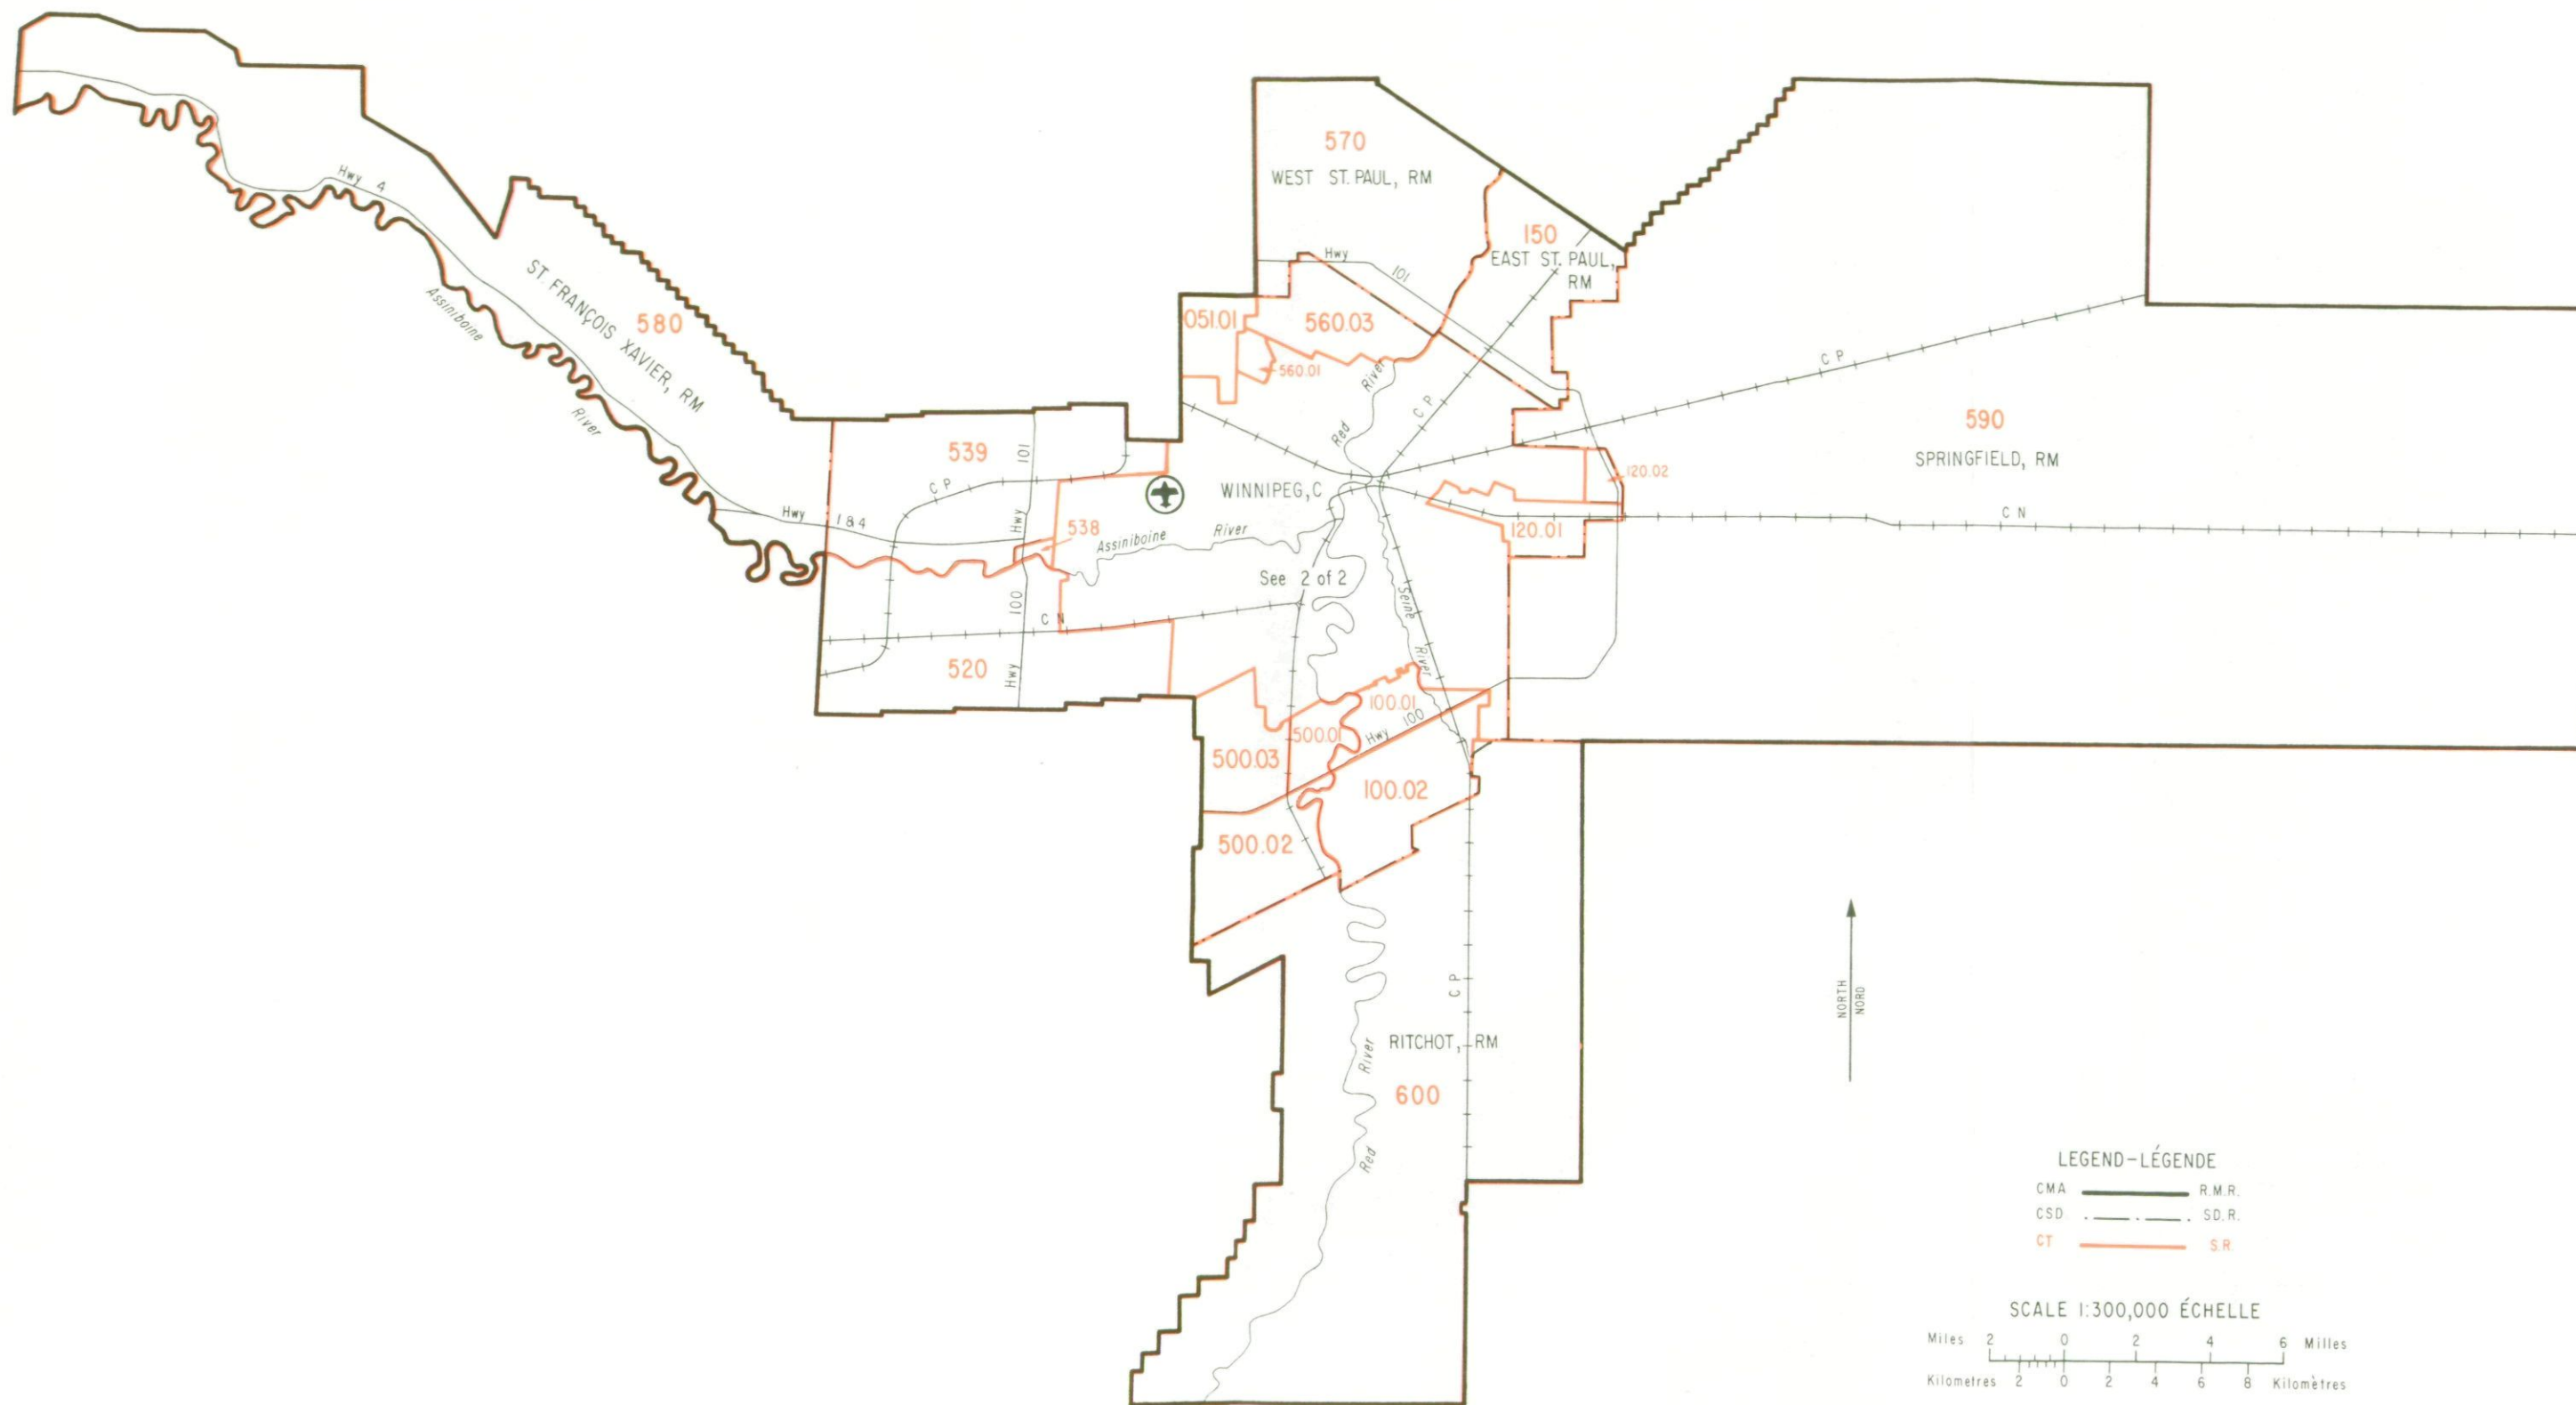 570
WEST ST. PAUL, RM
Hwy 4
150
EAST ST. PAUL,
RM
Hwy
101
ST. FRANÇOIS XAVIER, RM
580
Assiniboine
River
051.01
560.03
560.01
Red
River
C P
C P
590
SPRINGFIELD, RM
539
101
C P
Hwy
120.02
WINNIPEG, C
Hwy 1 & 4
538
Assiniboine River
C N
120.01
See 2 of 2
Seine
River
100
C N
520
Hwy
100.01
500.01
Hwy 100
500.03
100.02
500.02
C P
NORTH
NORD
RITCHOT, RM
River
600
Red
LEGEND-LÉGENDE
CMA R.M.R.
CSD SD.R.
CT S.R.
SCALE 1:300,000 ÉCHELLE
Miles 2 0 2 4 6 Milles
Kilometres 2 0 2 4 6 8 Kilomètres